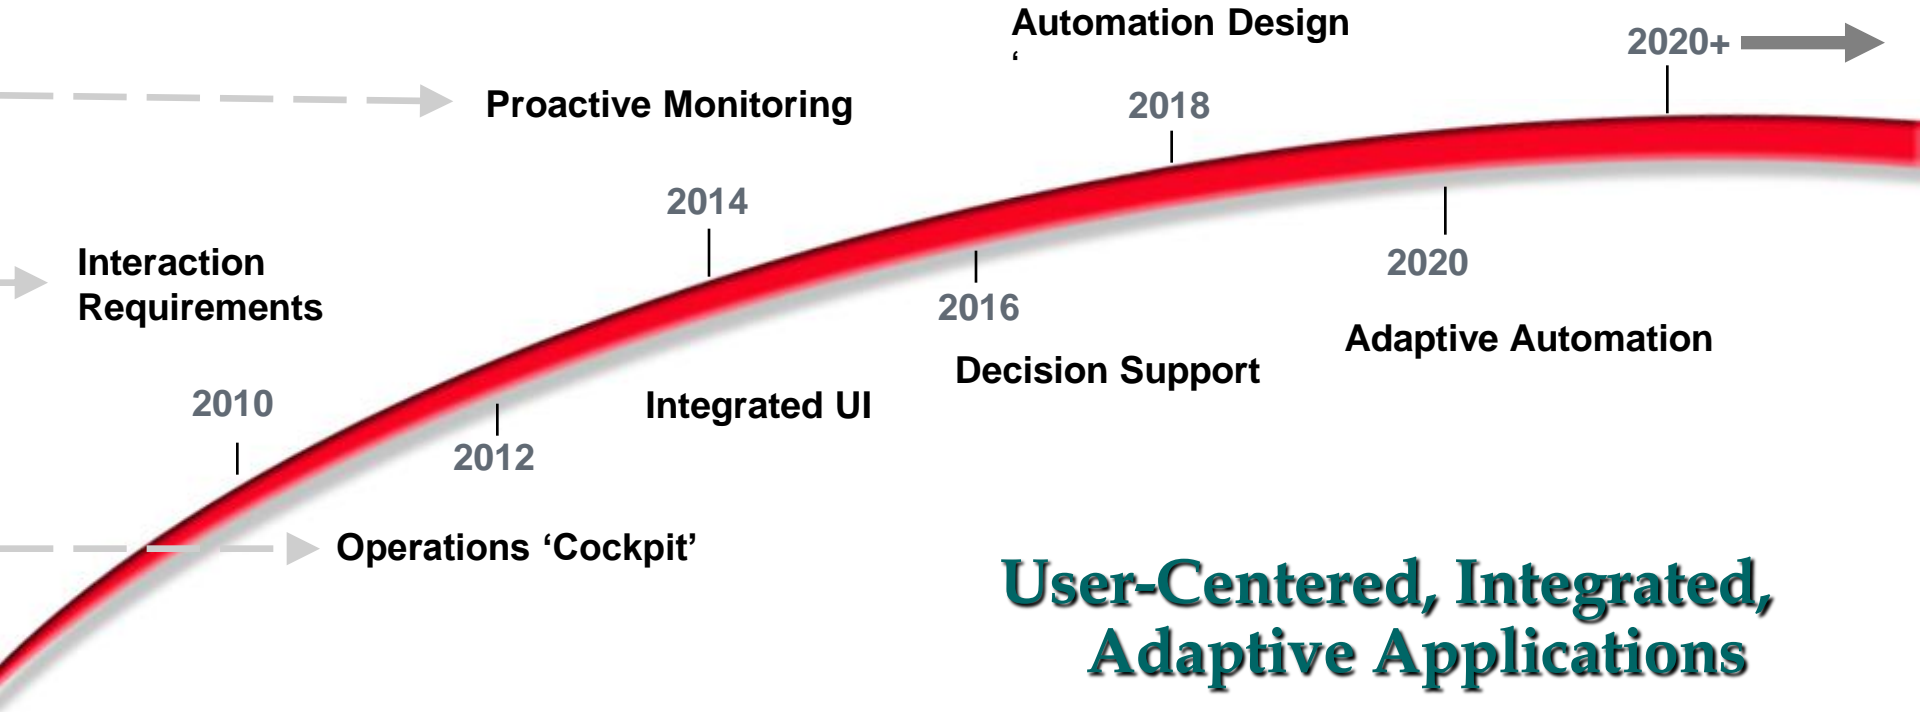 Automation Design
‘
2020+
Proactive Monitoring
2018
2014
Interaction
Requirements
2020
2016
Adaptive Automation
Decision Support
2010
Integrated UI
2012
Operations ‘Cockpit’
User-Centered, Integrated,
Adaptive Applications